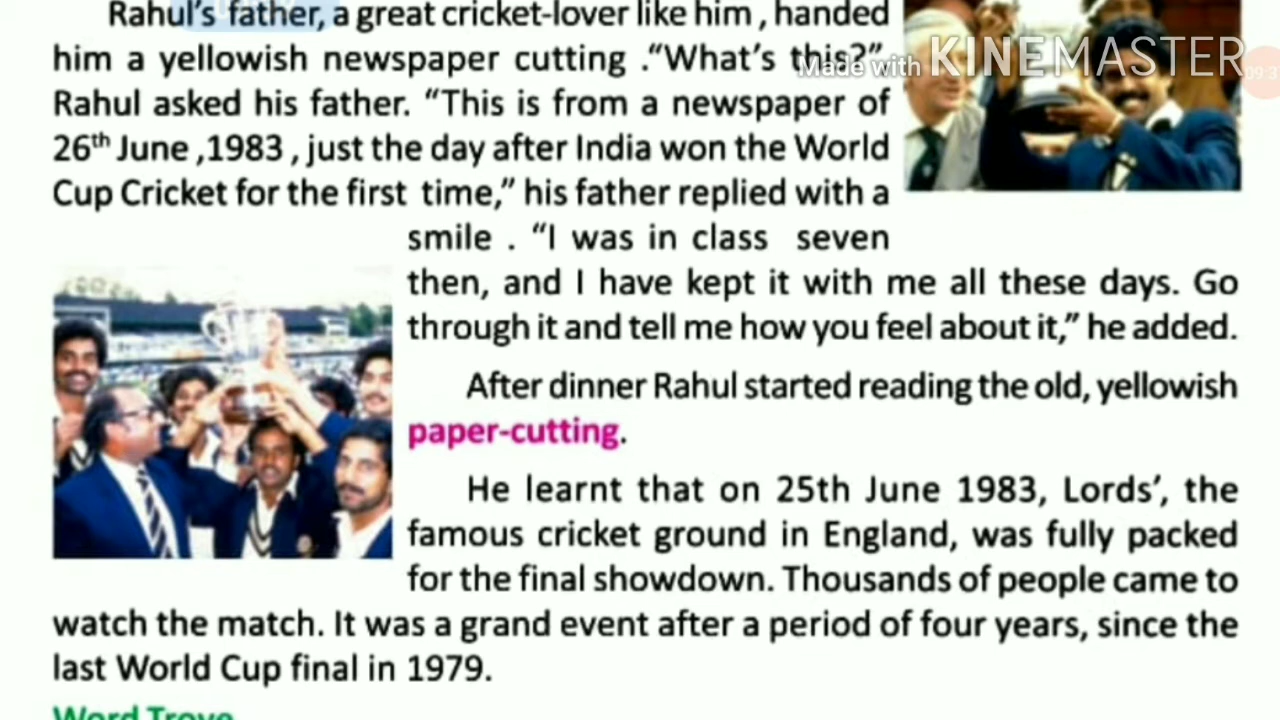 Rahul's father, a great cricket-lover like him , handed
him a yellowish newspaper cutting ."What's this?"
Made with KINEMASTER
Rahul asked his father. "This is from a newspaper of
26th June ,1983 , just the day after India won the World
Cup Cricket for the first time," his father replied with a
smile . "I was in class seven
then, and I have kept it with me all these days. Go
through it and tell me how you feel about it," he added.
After dinner Rahul started reading the old, yellowish
paper-cutting.
He learnt that on 25th June 1983, Lords', the
famous cricket ground in England, was fully packed
for the final showdown. Thousands of people came to
watch the match. It was a grand event after a period of four years, since the
last World Cup final in 1979.
Word Trove